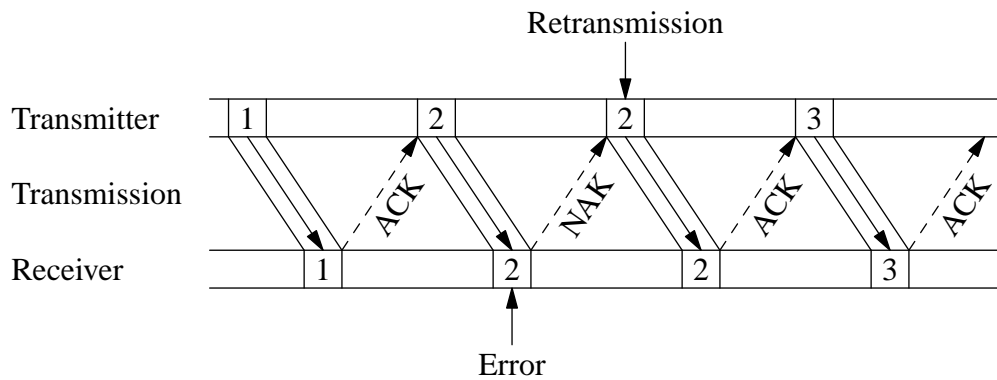 Retransmission
Transmitter 1 2 2 3
Transmission ACK NAK ACK ACK
Receiver 1 2 2 3
Error